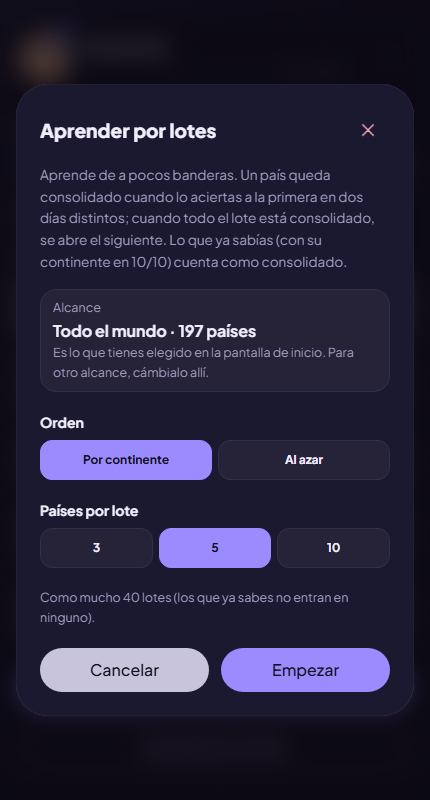 Aprender por lotes
Aprende de a pocos banderas. Un país queda
consolidado cuando lo aciertas a la primera en dos
días distintos; cuando todo el lote está consolidado,
se abre el siguiente. Lo que ya sabías (con su
continente en 10/10) cuenta como consolidado.
Alcance
Todo el mundo · 197 países
Es lo que tienes elegido en la pantalla de inicio. Para
otro alcance, cámbialo allí.
Orden
Por continente
Al azar
Países por lote
3
5
10
Como mucho 40 lotes (los que ya sabes no entran en
ninguno).
Cancelar
Empezar